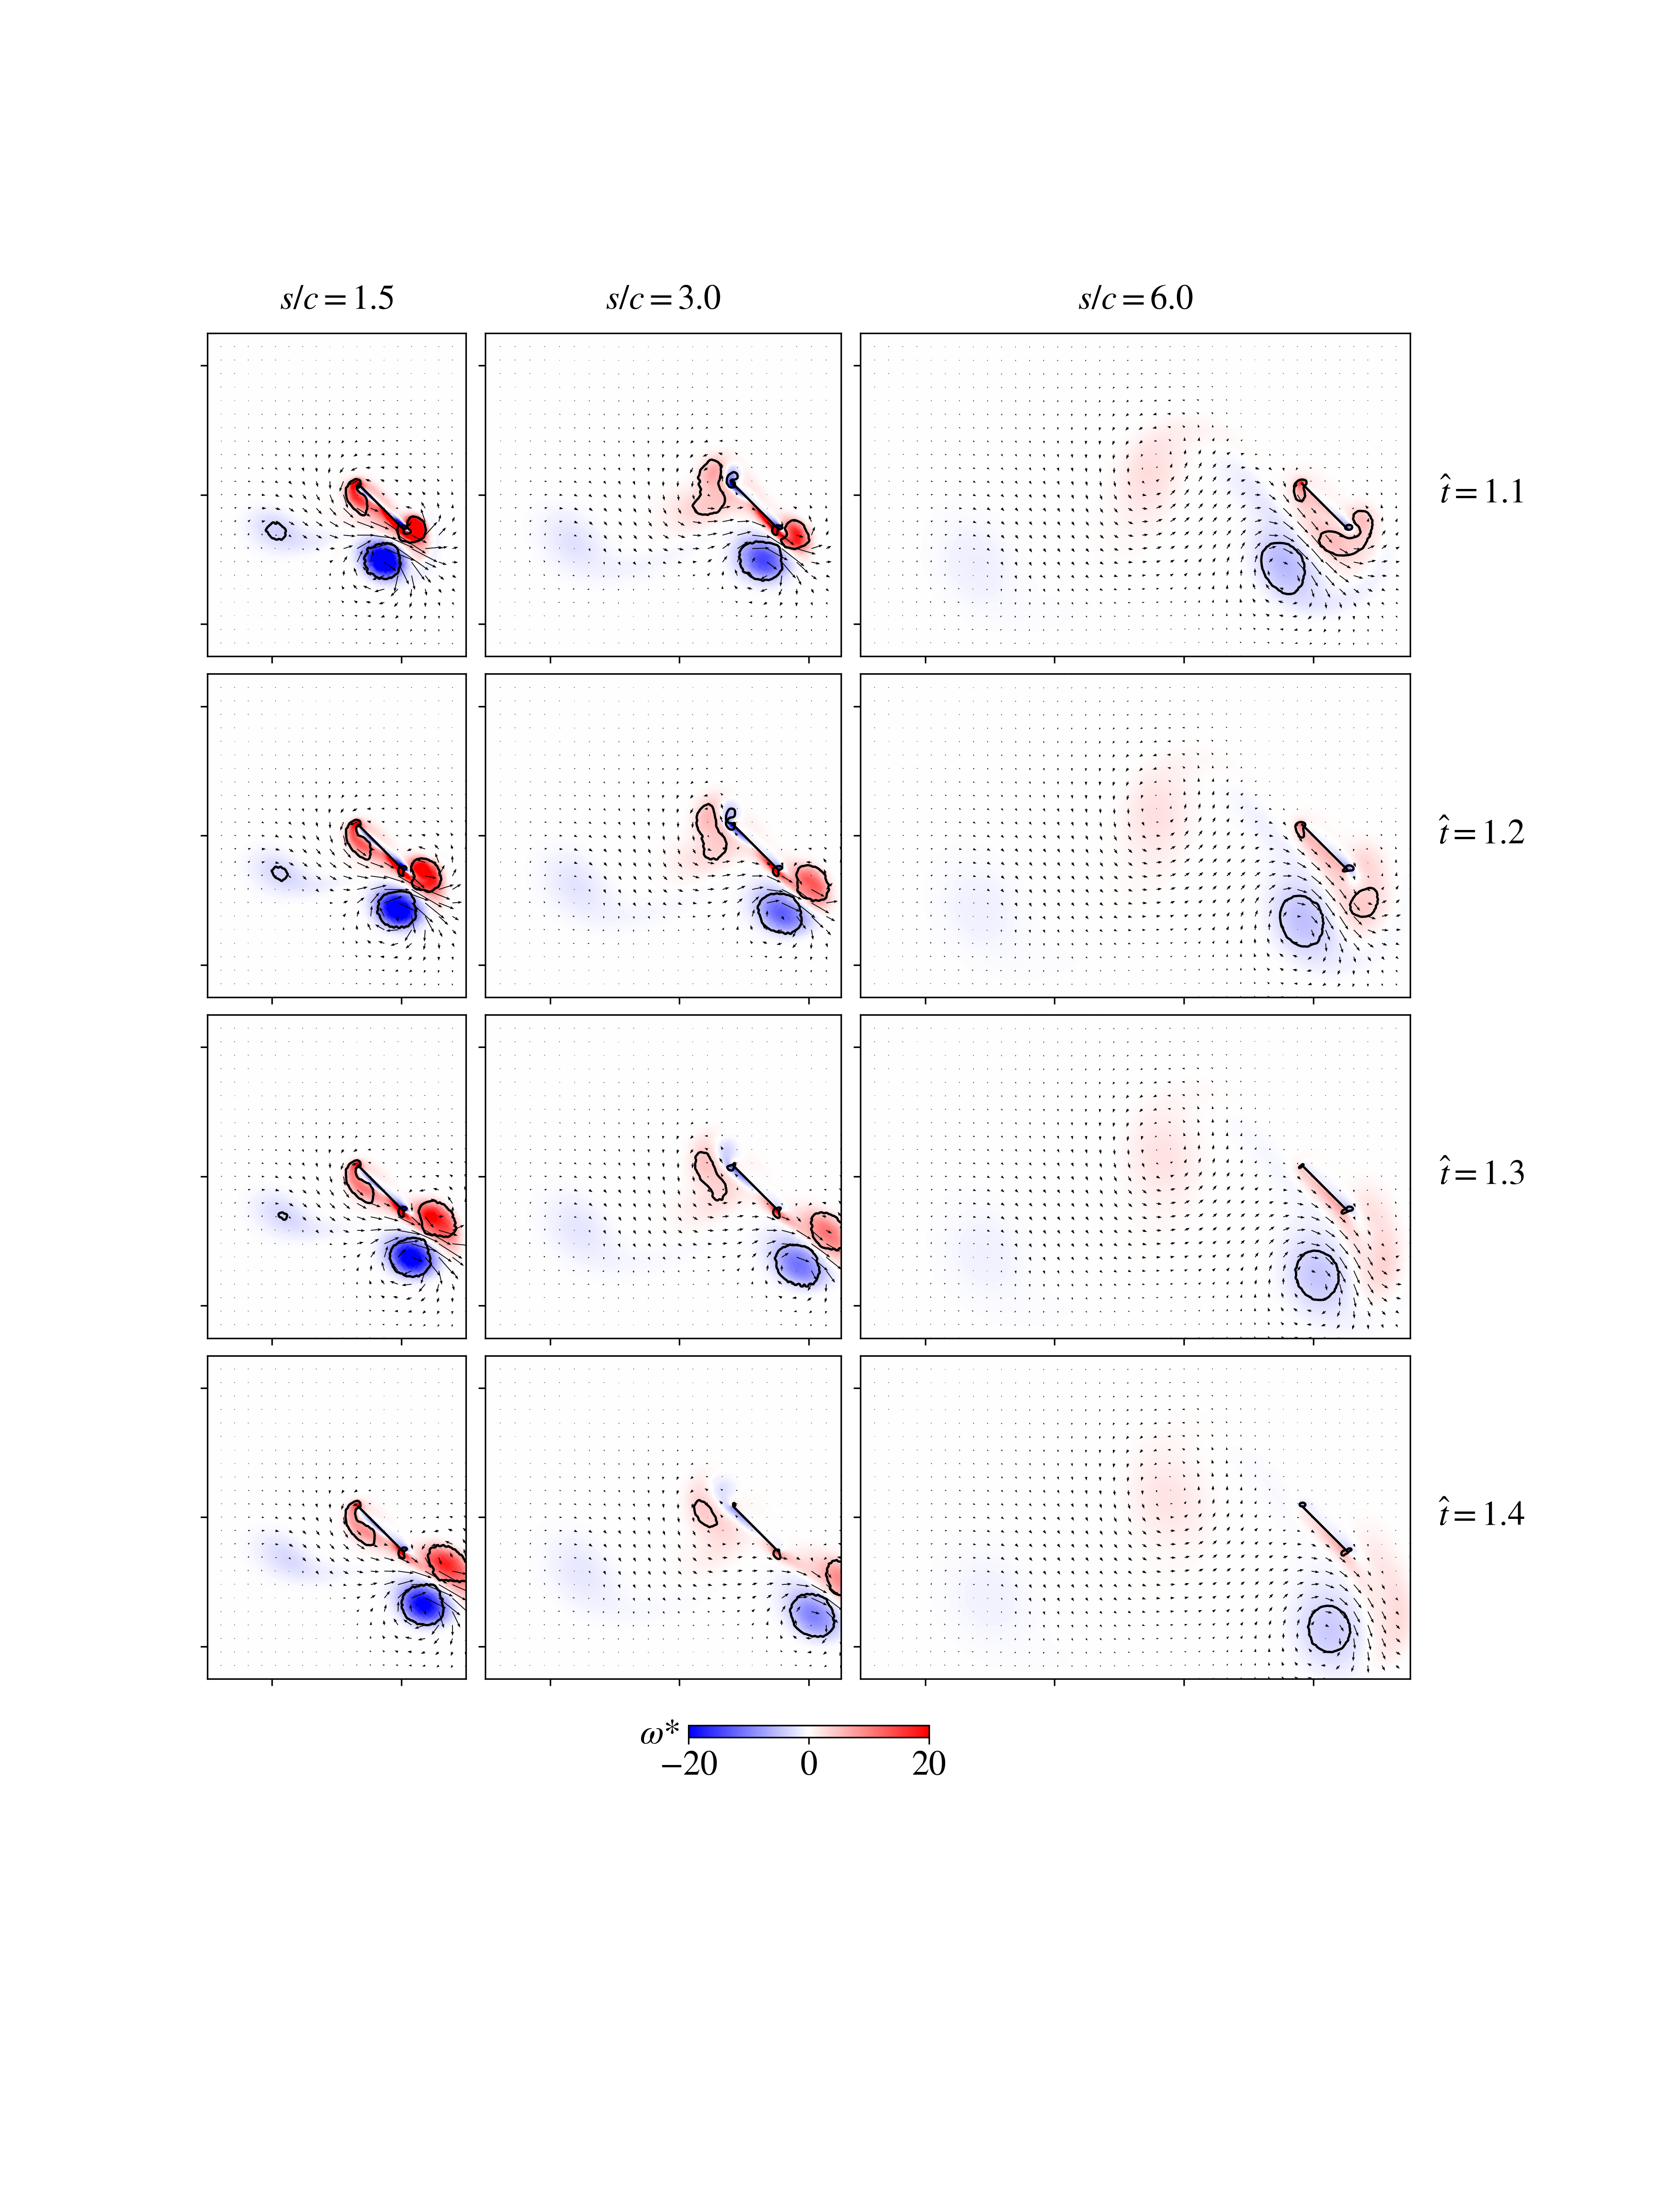 s/c = 1.5 s/c = 3.0 s/c = 6.0
t̂ = 1.1
t̂ = 1.2
t̂ = 1.3
t̂ = 1.4
ω*
−20 0 20